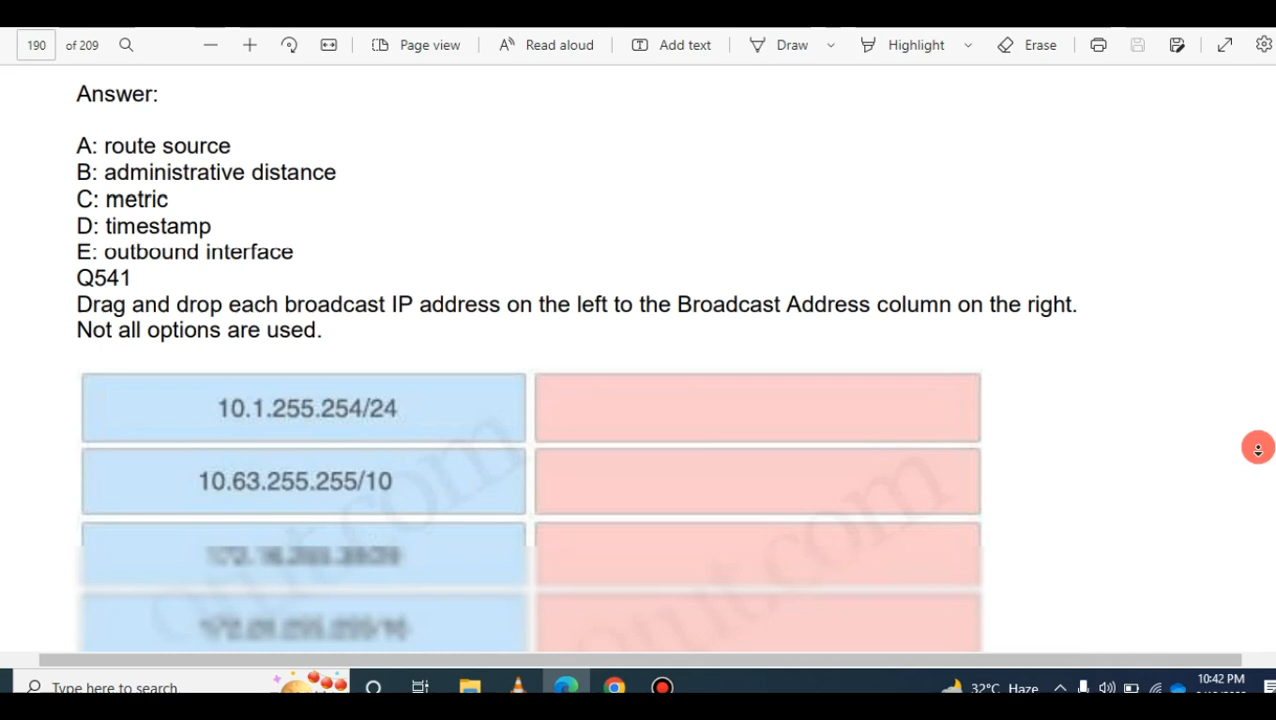 190 of 209 Page view Read aloud Add text Draw Highlight Erase
Answer:
A: route source
B: administrative distance
C: metric
D: timestamp
E: outbound interface
Q541
Drag and drop each broadcast IP address on the left to the Broadcast Address column on the right.
Not all options are used.
10.1.255.254/24
10.63.255.255/10
Type here to search
32°C Haze
10:42 PM